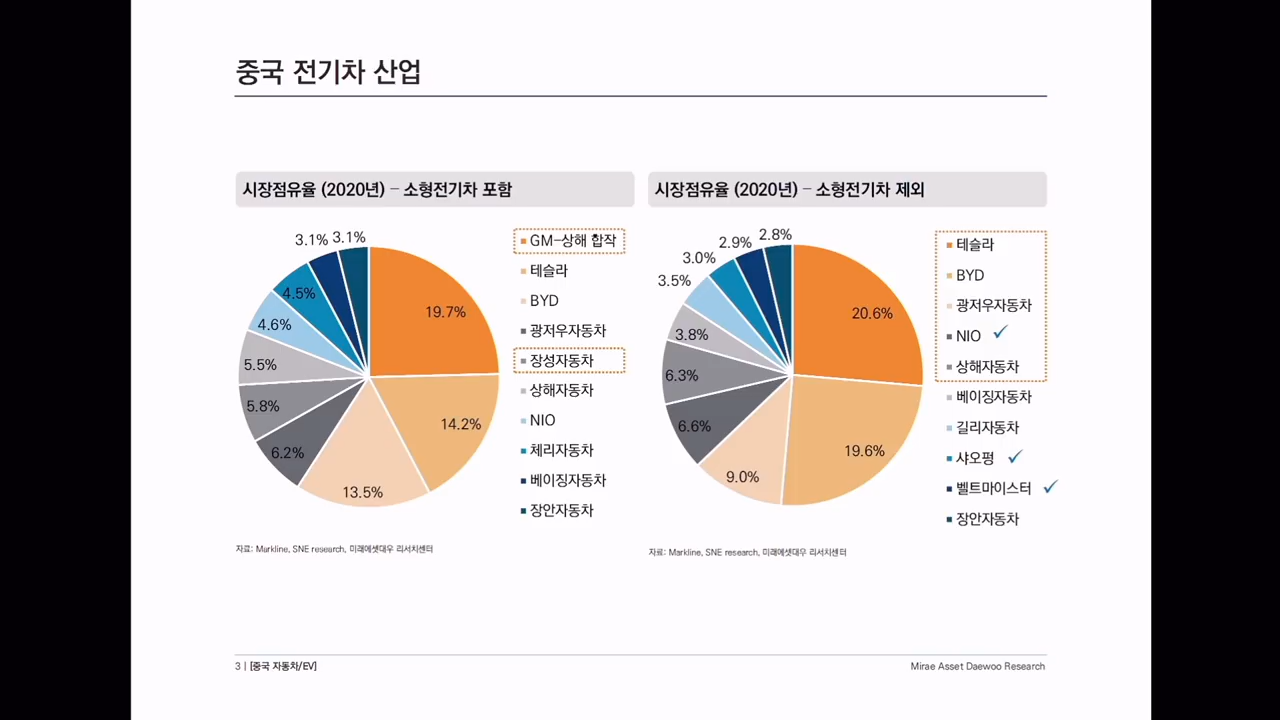 중국 전기차 산업
시장점유율 (2020년) – 소형전기차 포함
3.1% 3.1%
19.7%
14.2%
13.5%
6.2%
5.8%
5.5%
4.6%
4.5%
GM-상해 합작
테슬라
BYD
광저우자동차
장성자동차
상해자동차
NIO
체리자동차
베이징자동차
장안자동차
자료: Markline, SNE research, 미래에셋대우 리서치센터
시장점유율 (2020년) – 소형전기차 제외
20.6%
19.6%
9.0%
6.6%
6.3%
3.8%
3.5%
3.0%
2.9%
2.8%
테슬라
BYD
광저우자동차
NIO
상해자동차
베이징자동차
길리자동차
샤오펑
벨트마이스터
장안자동차
자료: Markline, SNE research, 미래에셋대우 리서치센터
3 | [중국 자동차/EV]
Mirae Asset Daewoo Research